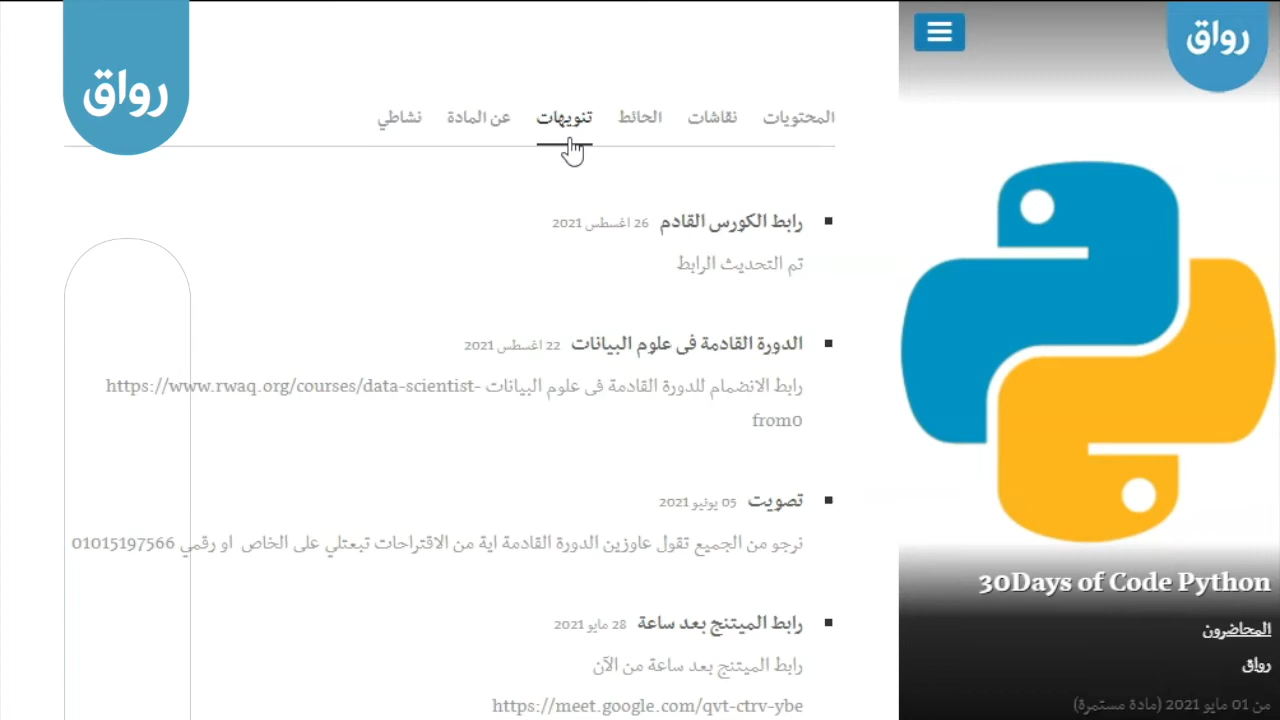 رواق
المحتويات نقاشات الحائط تنويهات عن المادة نشاطي
رابط الكورس القادم 26 اغسطس 2021
تم التحديث الرابط
الدورة القادمة فى علوم البيانات 22 اغسطس 2021
رابط الانضمام للدورة القادمة فى علوم البيانات https://www.rwaq.org/courses/data-scientist-
from0
تصويت 05 يونيو 2021
نرجو من الجميع تقول عاوزين الدورة القادمة اية من الاقتراحات تبعتلي على الخاص او رقمي 01015197566
رابط الميتنج بعد ساعة 28 مايو 2021
رابط الميتنج بعد ساعة من الآن
https://meet.google.com/qvt-ctrv-ybe
رواق
30Days of Code Python
المحاضرون
رواق
من 01 مايو 2021 (مادة مستمرة)